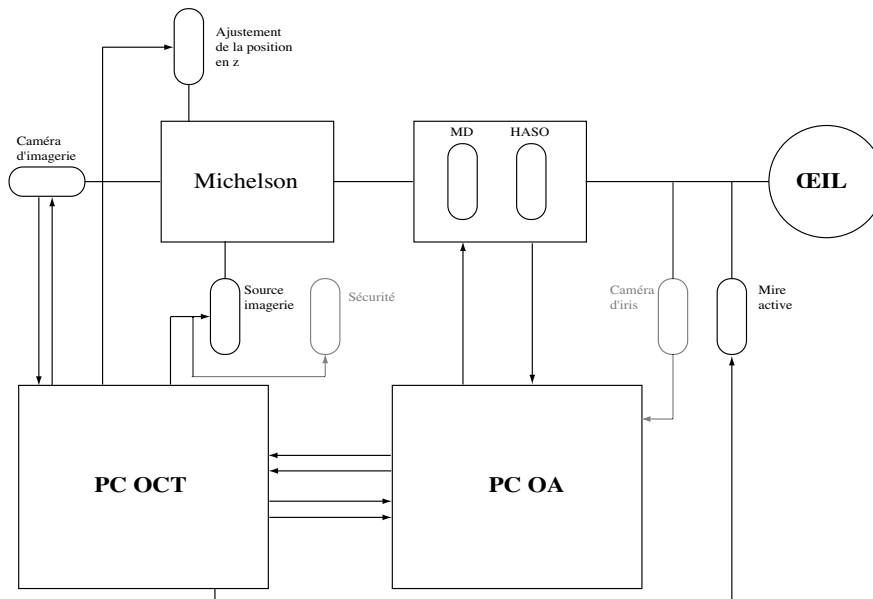 Ajustement
de la position
en z
Caméra
d'imagerie
Michelson
MD
HASO
ŒIL
Source
imagerie
Sécurité
Caméra
d'iris
Mire
active
PC OCT
PC OA